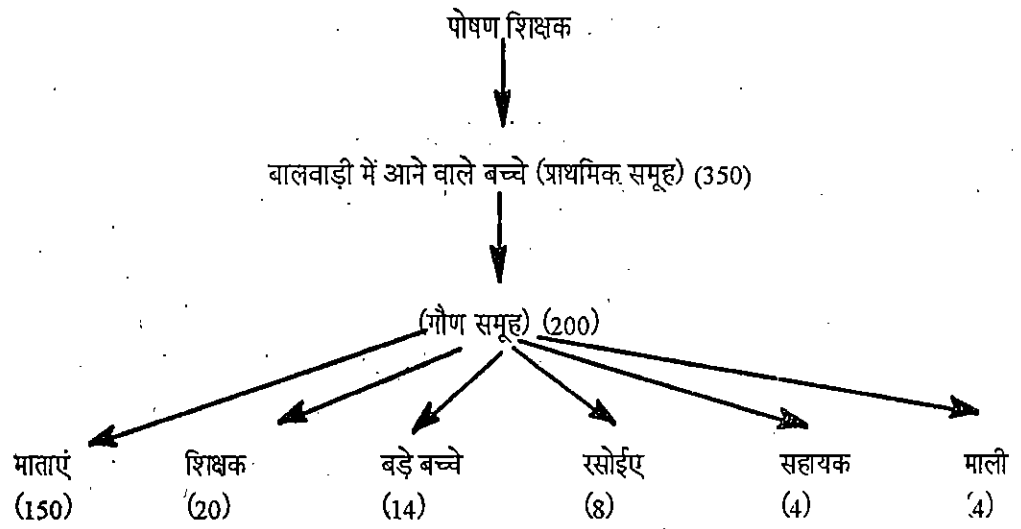 पोषण शिक्षक
बालवाड़ी में आने वाले बच्चे (प्राथमिक समूह) (350)
(गौण समूह) (200)
माताएं शिक्षक बड़े बच्चे रसोईए सहायक माली
(150) (20) (14) (8) (4) (4)